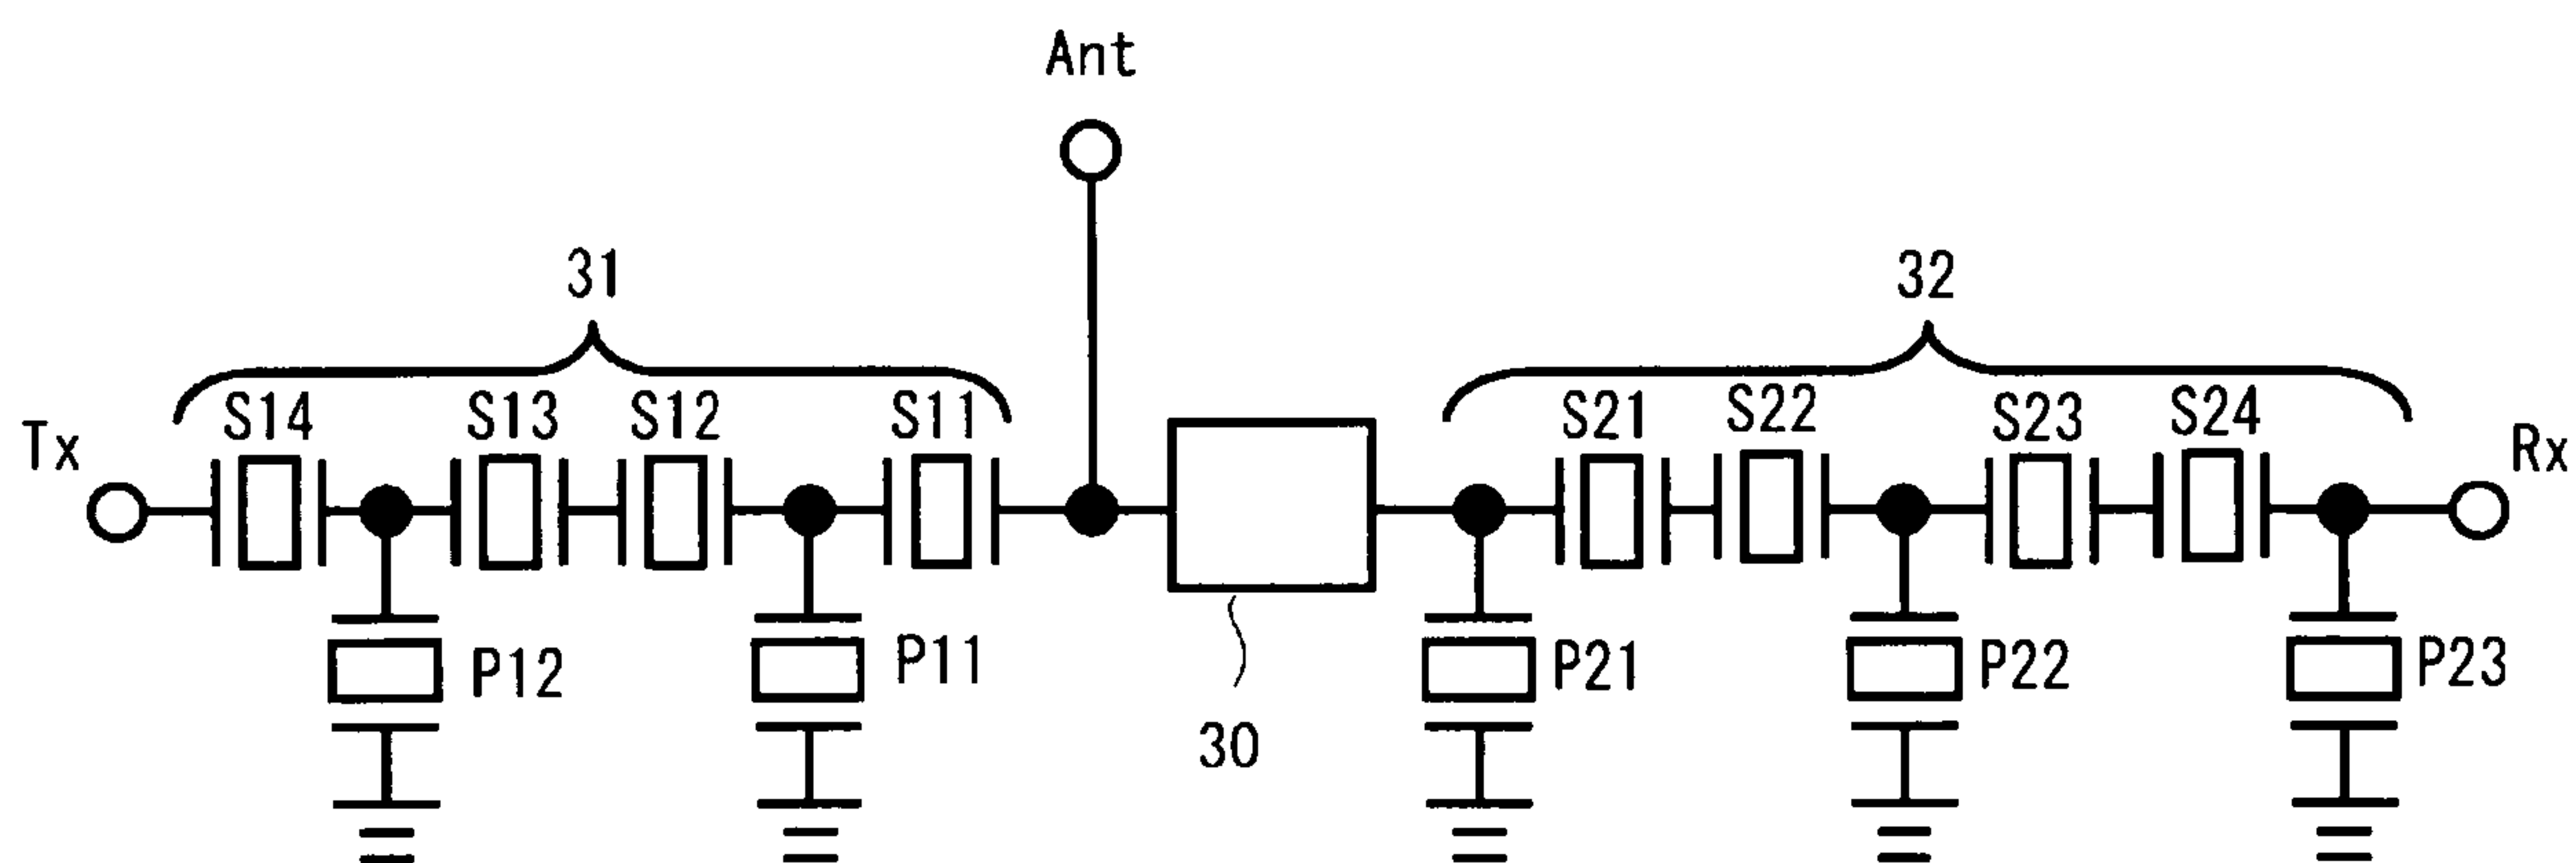 Ant
31
32
S14
S13
S12
S11
S21
S22
S23
S24
Tx
Rx
P12
P11
P21
P22
P23
30